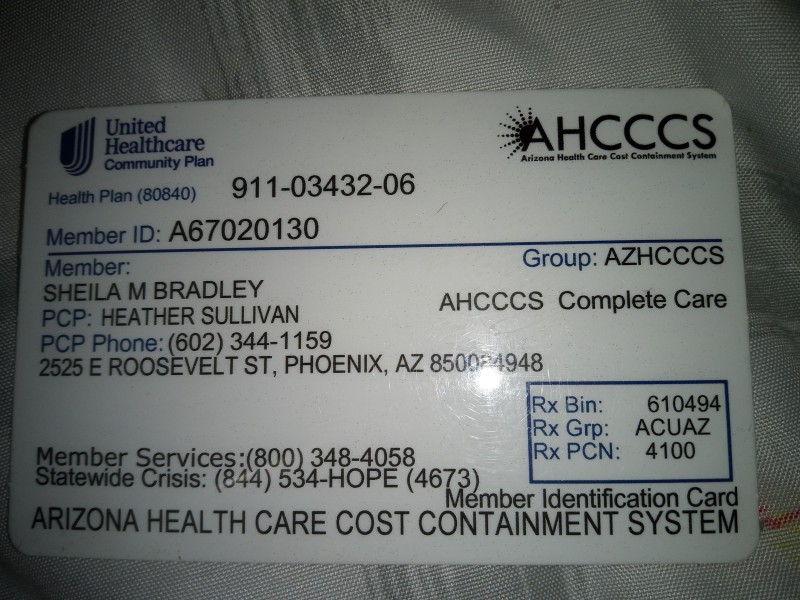 United
Healthcare
Community Plan
AHCCCS
Arizona Health Care Cost Containment System
Health Plan (80840) 911-03432-06
Member ID: A67020130
Member: Group: AZHCCCS
SHEILA M BRADLEY
AHCCCS Complete Care
PCP: HEATHER SULLIVAN
PCP Phone: (602) 344-1159
2525 E ROOSEVELT ST, PHOENIX, AZ
Rx Bin: 610494
Rx Grp: ACUAZ
Rx PCN: 4100
Member Services:(800) 348-4058
Statewide Crisis: (844) 534-HOPE (4673)
Member Identification Card
ARIZONA HEALTH CARE COST CONTAINMENT SYSTEM